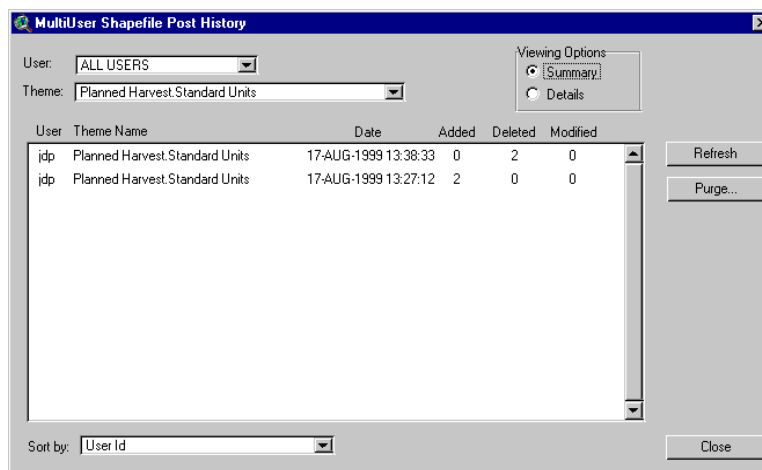 MultiUser Shapefile Post History
User: ALL USERS
Theme: Planned Harvest.Standard Units
Viewing Options
Summary
Details
User Theme Name Date Added Deleted Modified
jdp Planned Harvest.Standard Units 17-AUG-1999 13:38:33 0 2 0
jdp Planned Harvest.Standard Units 17-AUG-1999 13:27:12 2 0 0
Refresh
Purge...
Sort by: User Id
Close